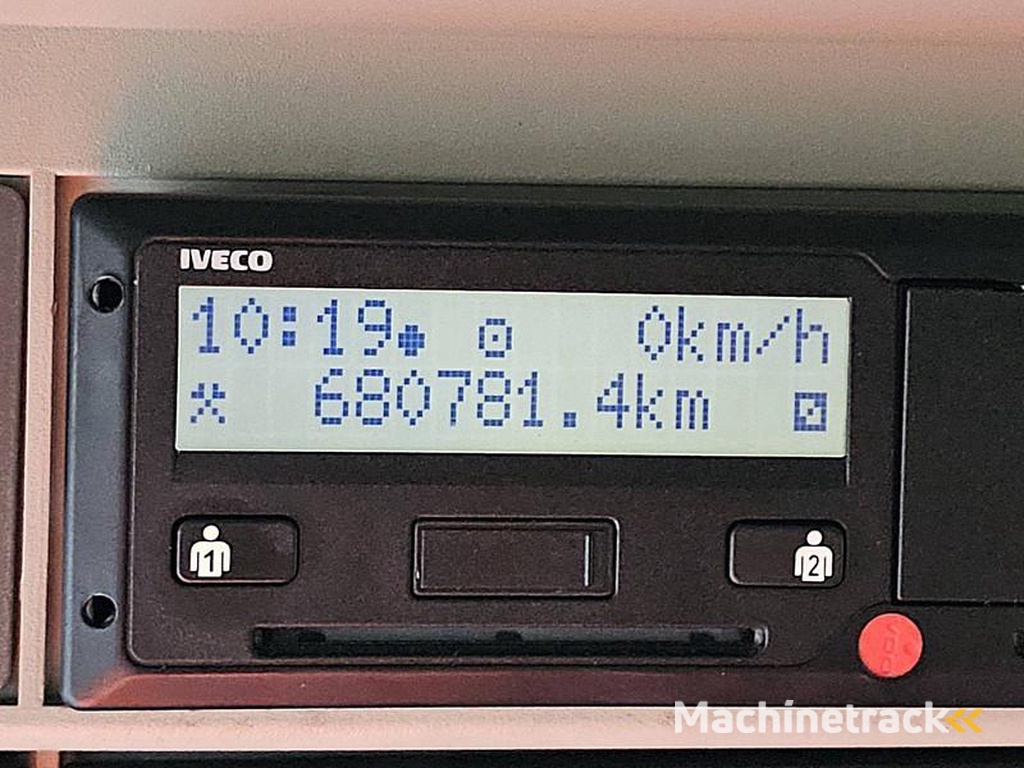 IVECO
10:19 0km/h
680781.4km
1
2
Machinetrack